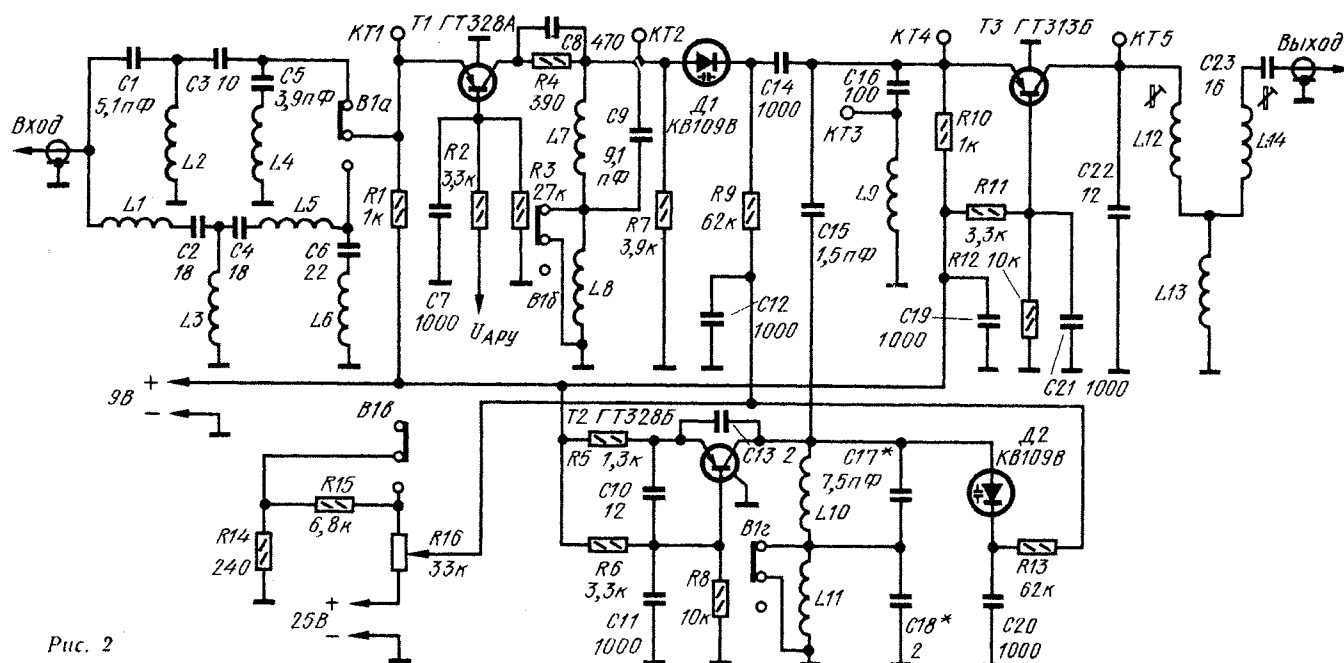 КТ1
Т1 ГТ328А
С8 470
КТ2
КТ4
Т3 ГТ313Б
КТ5
Выход
С1
5,1пФ
С3 10
С5
3,9пФ
В1а
R4
390
Д1
КВ109В
С14
1000
С16
100
С23
16
Вход
L2
L4
R1
1к
R2
3,3к
R3
27к
L7
С9
9,1
пФ
КТ3
R10
1к
L12
L14
L1
С2
18
С4
18
L5
С6
22
В1б
R7
3,9к
R9
62к
С15
1,5пФ
L9
R11
3,3к
С22
12
L3
L6
С7
1000
UАРУ
L8
С12
1000
R12 10к
С19
1000
С21 1000
L13
+
9В
-
В1в
Т2 ГТ328Б
R5 1,3к
С13 2
С17*
7,5пФ
Д2
КВ109В
R15
6,8к
R14
240
R16
33к
С10
12
L10
R6
3,3к
R8
10к
В1г
L11
R13
62к
+
25В
-
С11
1000
С18*
2
С20
1000
Рис. 2